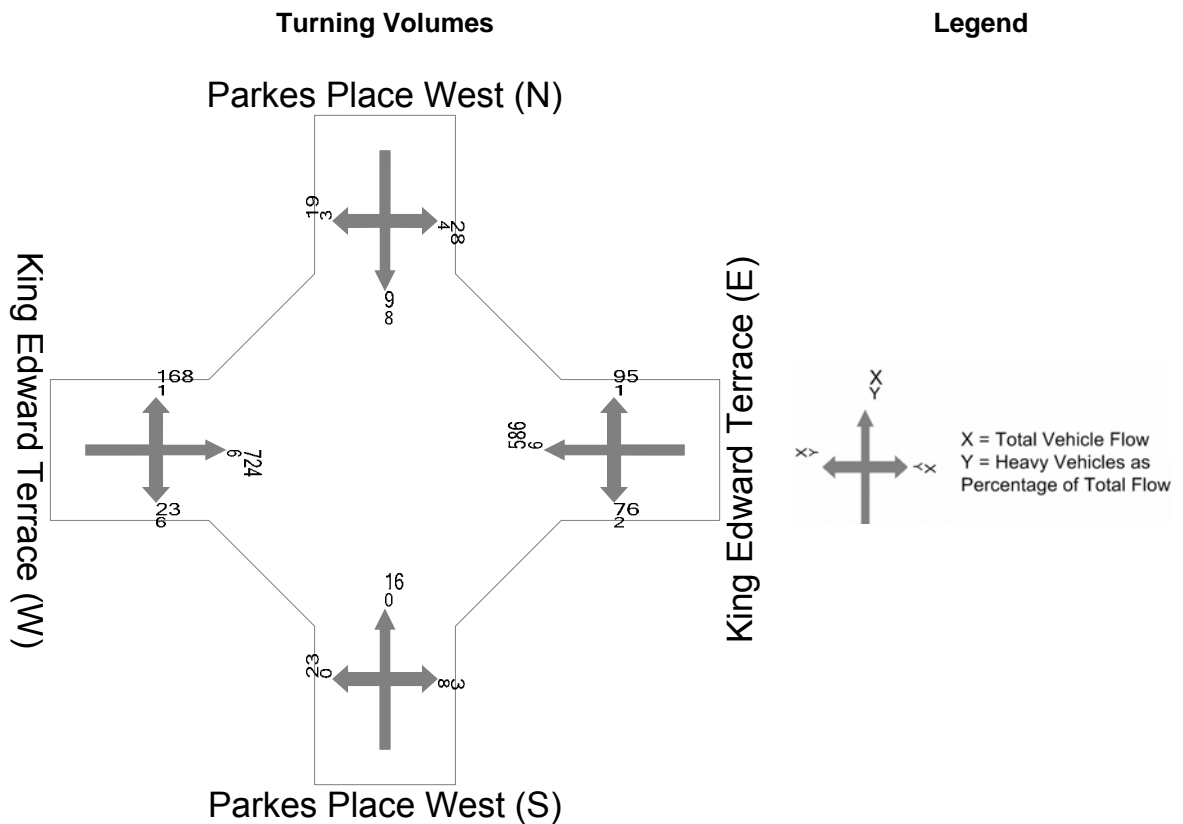 Turning Volumes
Legend
Parkes Place West (N)
19
3
28
4
9
8
King Edward Terrace (W)
168
1
724
6
23
6
95
1
76
2
King Edward Terrace (E)
16
0
23
0
3
8
Parkes Place West (S)
X
Y
X
Y
X
Y
X = Total Vehicle Flow
Y = Heavy Vehicles as
Percentage of Total Flow